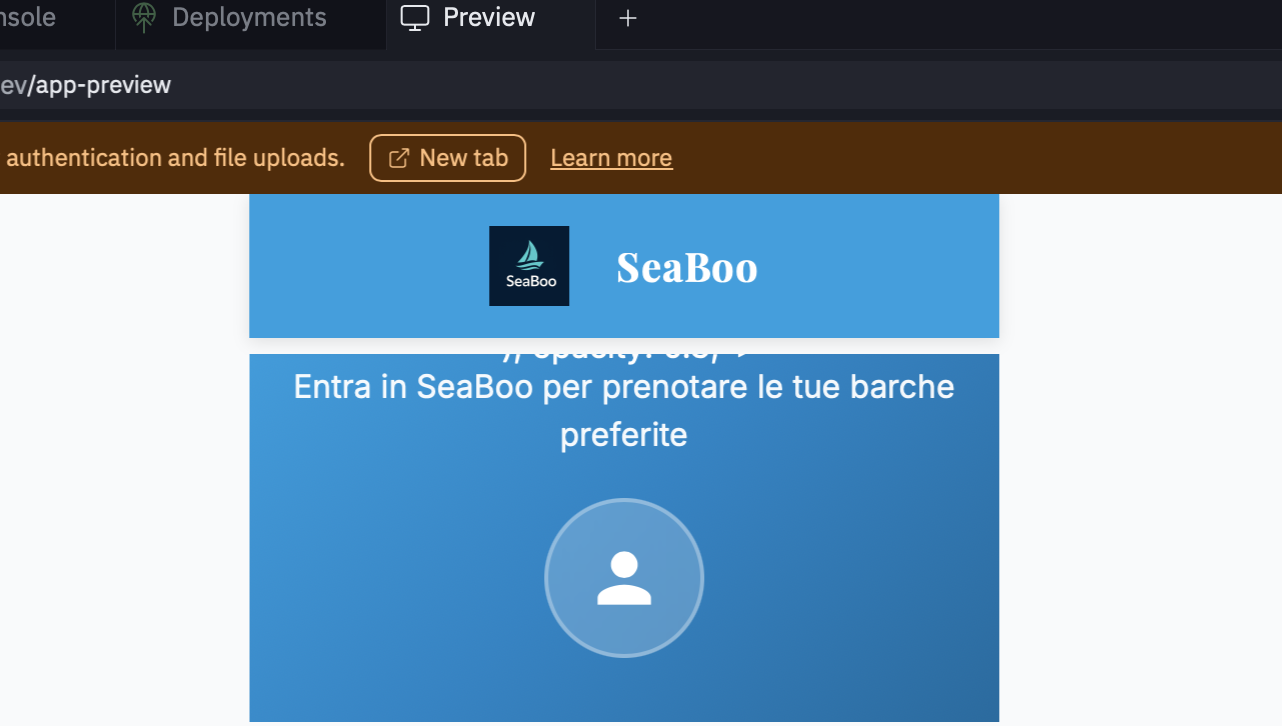 nsole
Deployments
Preview
ev/app-preview
authentication and file uploads.
New tab
Learn more
SeaBoo
SeaBoo
Entra in SeaBoo per prenotare le tue barche
preferite